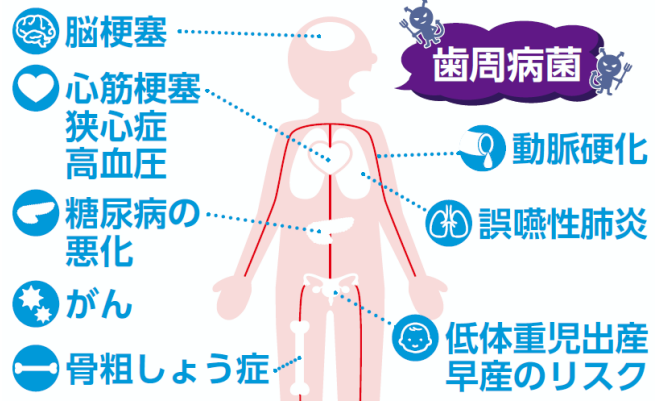 脳梗塞
歯周病菌
心筋梗塞
狭心症
高血圧
動脈硬化
糖尿病の
悪化
誤嚥性肺炎
がん
低体重児出産
早産のリスク
骨粗しょう症